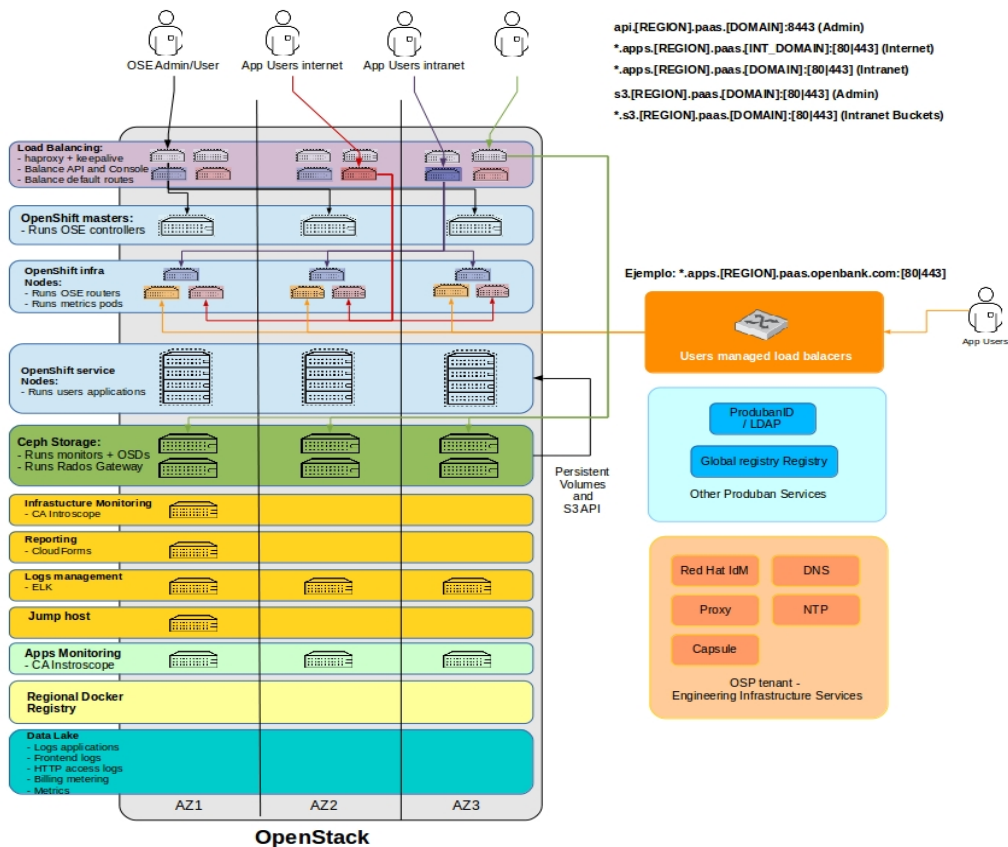 api.[REGION].paas.[DOMAIN]:8443 (Admin)
*.apps.[REGION].paas.[INT_DOMAIN]:[80|443] (Internet)
*.apps.[REGION].paas.[DOMAIN]:[80|443] (Intranet)
s3.[REGION].paas.[DOMAIN]:[80|443] (Admin)
*.s3.[REGION].paas.[DOMAIN]:[80|443] (Intranet Buckets)
OSE Admin/User
App Users internet
App Users intranet
Load Balancing:
- haproxy + keepalive
- Balance API and Console
- Balance default routes
OpenShift masters:
- Runs OSE controllers
OpenShift infra
Nodes:
- Runs OSE routers
- Runs metrics pods
OpenShift service
Nodes:
- Runs users applications
Ceph Storage:
- Runs monitors + OSDs
- Runs Rados Gateway
Persistent
Volumes
and
S3 API
Infrastucture Monitoring
- CA Introscope
Reporting
- CloudForms
Logs management
- ELK
Jump host
Apps Monitoring
- CA Instroscope
Regional Docker
Registry
Data Lake
- Logs applications
- Frontend logs
- HTTP access logs
- Billing metering
- Metrics
AZ1
AZ2
AZ3
OpenStack
Ejemplo: *.apps.[REGION].paas.openbank.com:[80|443]
Users managed load balacers
App Users
ProdubanID
/ LDAP
Global registry Registry
Other Produban Services
Red Hat IdM
DNS
Proxy
NTP
Capsule
OSP tenant -
Engineering Infrastructure Services